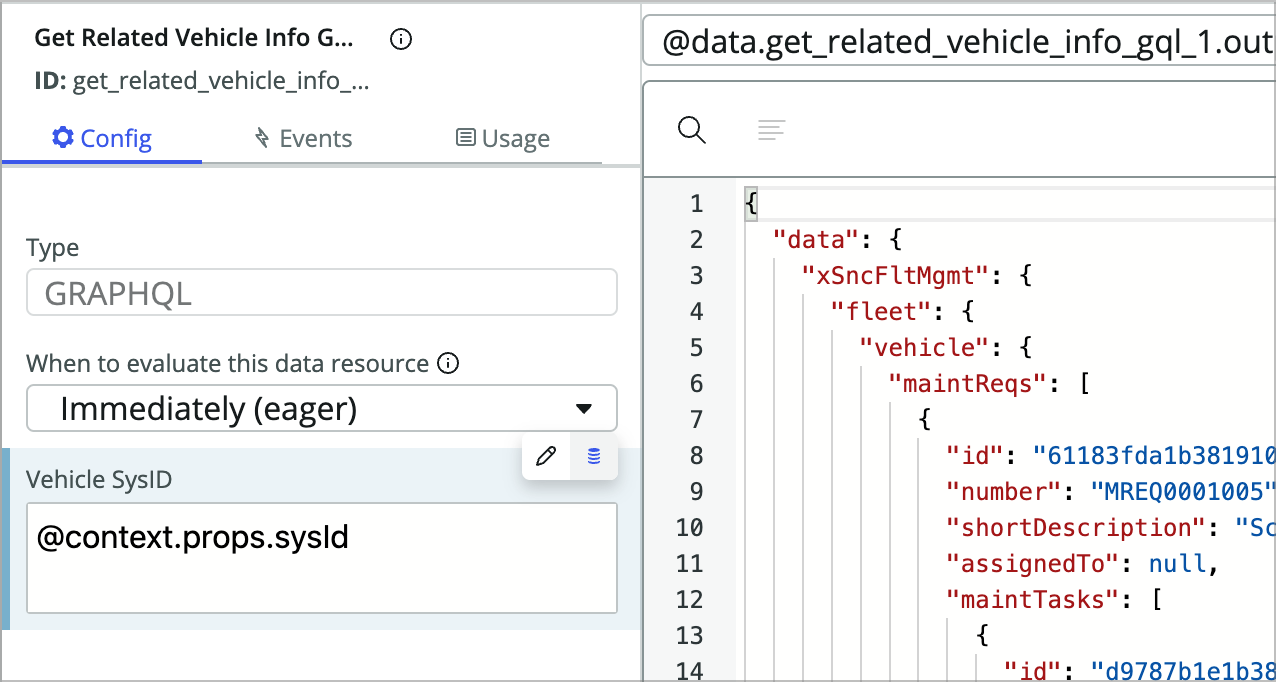 Get Related Vehicle Info G...
ID: get_related_vehicle_info_...
Config Events Usage
Type
GRAPHQL
When to evaluate this data resource
Immediately (eager)
Vehicle SysID
@context.props.sysId
@data.get_related_vehicle_info_gql_1.out
1 {
2 "data": {
3 "xSncFltMgmt": {
4 "fleet": {
5 "vehicle": {
6 "maintReqs": [
7 {
8 "id": "61183fda1b381910
9 "number": "MREQ0001005"
10 "shortDescription": "Sc
11 "assignedTo": null,
12 "maintTasks": [
13 {
14 "id": "d9787b1e1b38